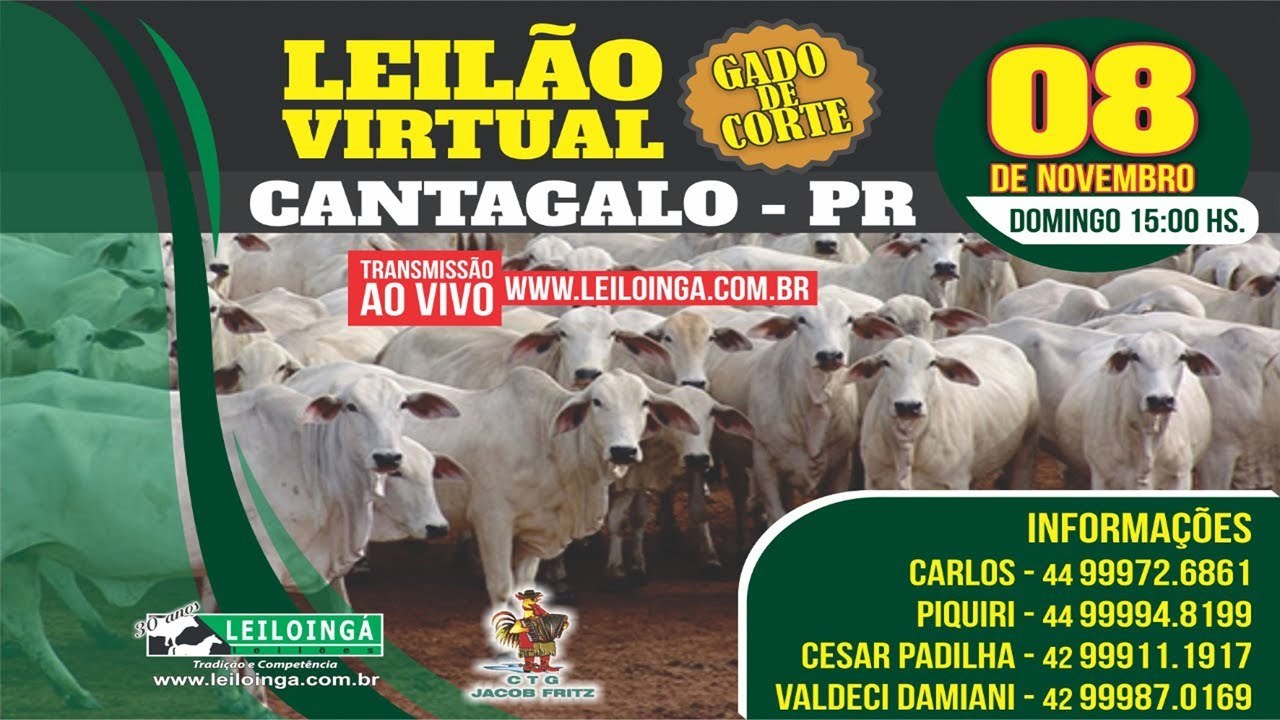 LEILÃO
VIRTUAL
GADO
DE
CORTE
CANTAGALO - PR
08
DE NOVEMBRO
DOMINGO 15:00 HS.
TRANSMISSÃO
AO VIVO
WWW.LEILOINGA.COM.BR
INFORMAÇÕES
CARLOS - 44 99972.6861
PIQUIRI - 44 99994.8199
CESAR PADILHA - 42 99911.1917
VALDECI DAMIANI - 42 99987.0169
30 anos
LEILOINGÁ
leilões
Tradição e Competência
www.leiloinga.com.br
CTG
JACOB FRITZ